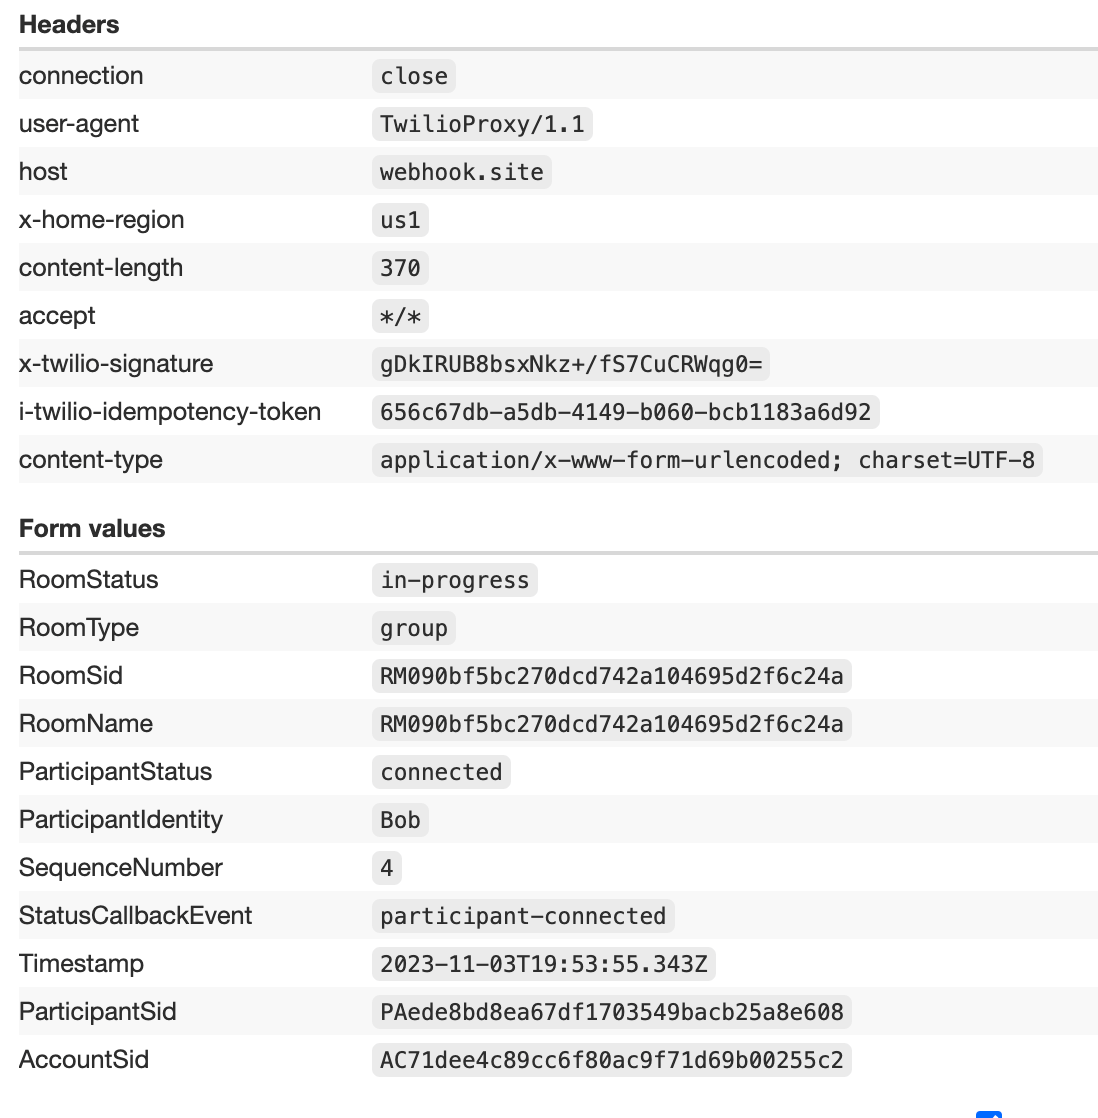 Headers
connection close
user-agent TwilioProxy/1.1
host webhook.site
x-home-region us1
content-length 370
accept */*
x-twilio-signature gDkIRUB8bsxNkz+/fS7CuCRWqg0=
i-twilio-idempotency-token 656c67db-a5db-4149-b060-bcb1183a6d92
content-type application/x-www-form-urlencoded; charset=UTF-8
Form values
RoomStatus in-progress
RoomType group
RoomSid RM090bf5bc270dcd742a104695d2f6c24a
RoomName RM090bf5bc270dcd742a104695d2f6c24a
ParticipantStatus connected
ParticipantIdentity Bob
SequenceNumber 4
StatusCallbackEvent participant-connected
Timestamp 2023-11-03T19:53:55.343Z
ParticipantSid PAede8bd8ea67df1703549bacb25a8e608
AccountSid AC71dee4c89cc6f80ac9f71d69b00255c2